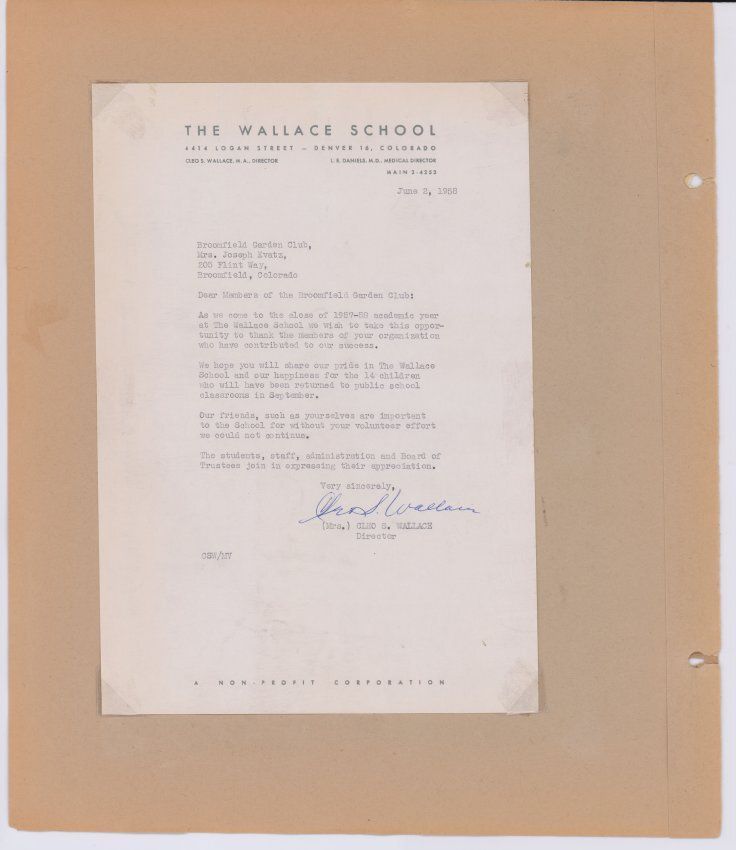 THE WALLACE SCHOOL
4414 LOGAN STREET — DENVER 16, COLORADO
CLEO S. WALLACE, M.A., DIRECTOR L. B. DANIELS, M.D., MEDICAL DIRECTOR
MAIN 3-4253
June 2, 1958
Broomfield Garden Club,
Mrs. Joseph Kvatz,
205 Flint Way,
Broomfield, Colorado
Dear Members of the Broomfield Garden Club:
As we come to the close of 1957-58 academic year
at The Wallace School we wish to take this oppor-
tunity to thank the members of your organization
who have contributed to our success.
We hope you will share our pride in The Wallace
School and our happiness for the 14 children
who will have been returned to public school
classrooms in September.
Our friends, such as yourselves are important
to the School for without your volunteer effort
we could not continue.
The students, staff, administration and Board of
Trustees join in expressing their appreciation.
Very sincerely,
Cleo S. Wallace
(Mrs.) CLEO S. WALLACE
Director
CSW/MV
A NON-PROFIT CORPORATION